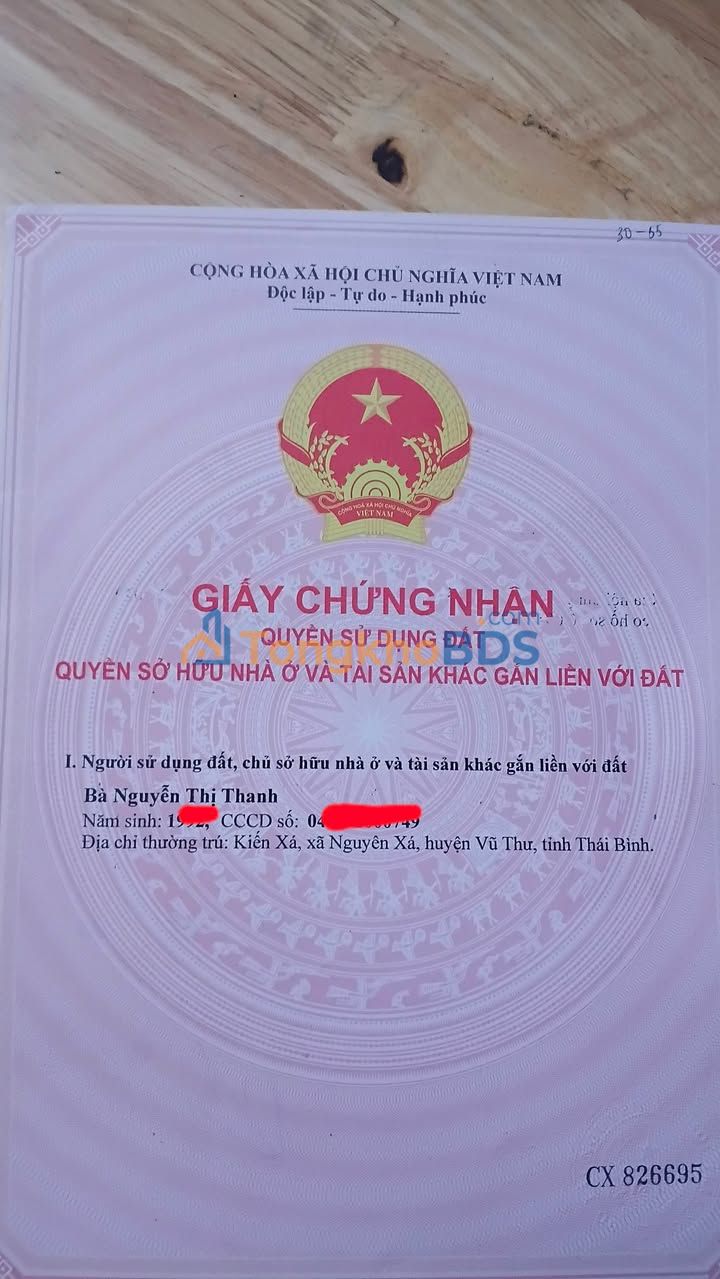 30-65
CỘNG HÒA XÃ HỘI CHỦ NGHĨA VIỆT NAM
Độc lập - Tự do - Hạnh phúc
CỘNG HOÀ XÃ HỘI CHỦ NGHĨA
VIỆT NAM
GIẤY CHỨNG NHẬN
QUYỀN SỬ DỤNG ĐẤT
QUYỀN SỞ HỮU NHÀ Ở VÀ TÀI SẢN KHÁC GẮN LIỀN VỚI ĐẤT
TongkhoBDS
.com
I. Người sử dụng đất, chủ sở hữu nhà ở và tài sản khác gắn liền với đất
Bà Nguyễn Thị Thanh
Năm sinh: CCCD số:
Địa chỉ thường trú: Kiến Xá, xã Nguyên Xá, huyện Vũ Thư, tỉnh Thái Bình.
CX 826695